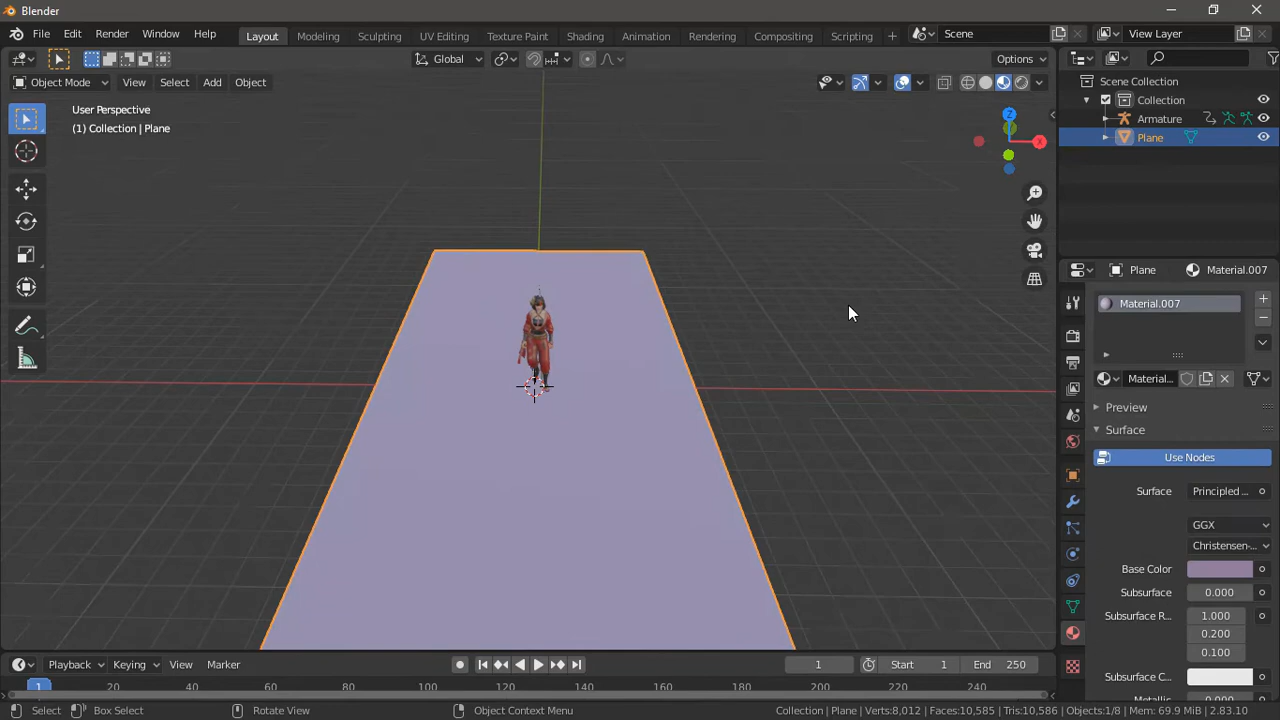 Blender
File Edit Render Window Help
Layout Modeling Sculpting UV Editing Texture Paint Shading Animation Rendering Compositing Scripting
Scene
View Layer
Global
Options
Object Mode View Select Add Object
User Perspective
(1) Collection | Plane
Z
X
Scene Collection
Collection
Armature
Plane
Plane Material.007
Material.007
Material...
Preview
Surface
Use Nodes
Surface Principled ...
GGX
Christensen-...
Base Color
Subsurface 0.000
Subsurface R... 1.000
0.200
0.100
Subsurface C...
Metallic 0.000
Playback Keying View Marker
1
Start 1
End 250
1 20 40 60 80 100 120 140 160 180 200 220 240
Select Box Select Rotate View Object Context Menu
Collection | Plane | Verts:8,012 | Faces:10,585 | Tris:10,586 | Objects:1/8 | Mem: 69.9 MiB | 2.83.10